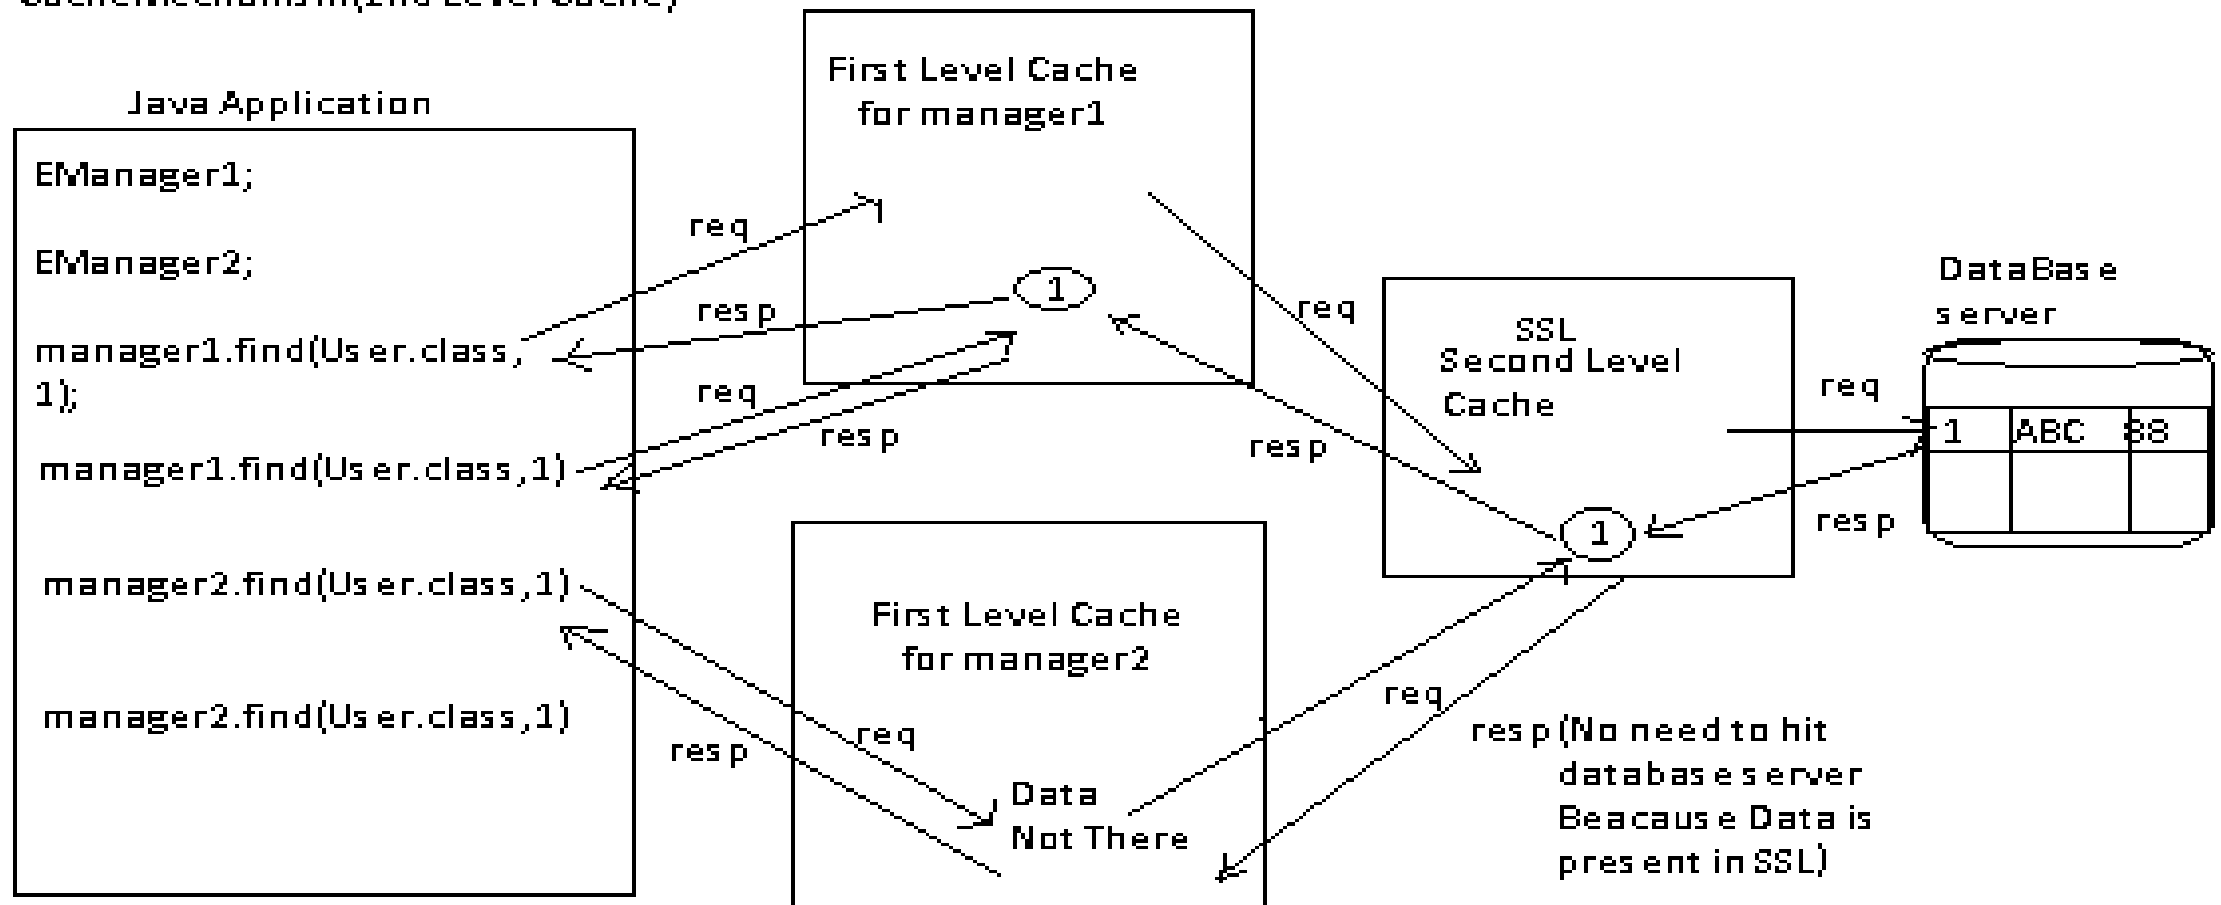 Java Application
EManager1;
EManager2;
manager1.find(User.class,
1);
manager1.find(User.class,1)
manager2.find(User.class,1)
manager2.find(User.class,1)
req
resp
req
resp
resp
req
First Level Cache
for manager1
1
First Level Cache
for manager2
Data
Not There
req
resp
SSL
Second Level
Cache
1
req
resp(No need to hit
database server
Beacause Data is
present in SSL)
req
resp
DataBase
server
1 ABC 88